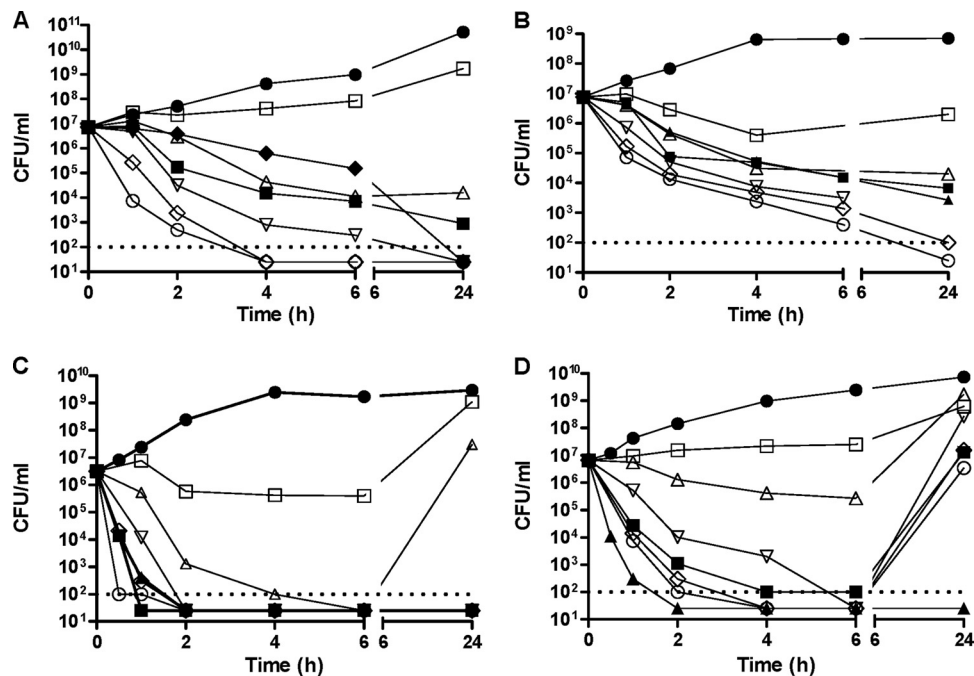 A
CFU/ml
10¹¹
10¹⁰
10⁹
10⁸
10⁷
10⁶
10⁵
10⁴
10³
10²
10¹
0 2 4 6 6 24
Time (h)
B
CFU/ml
10⁹
10⁸
10⁷
10⁶
10⁵
10⁴
10³
10²
10¹
0 2 4 6 6 24
Time (h)
C
CFU/ml
10¹⁰
10⁹
10⁸
10⁷
10⁶
10⁵
10⁴
10³
10²
10¹
0 2 4 6 6 24
Time (h)
D
CFU/ml
10¹⁰
10⁹
10⁸
10⁷
10⁶
10⁵
10⁴
10³
10²
10¹
0 2 4 6 6 24
Time (h)